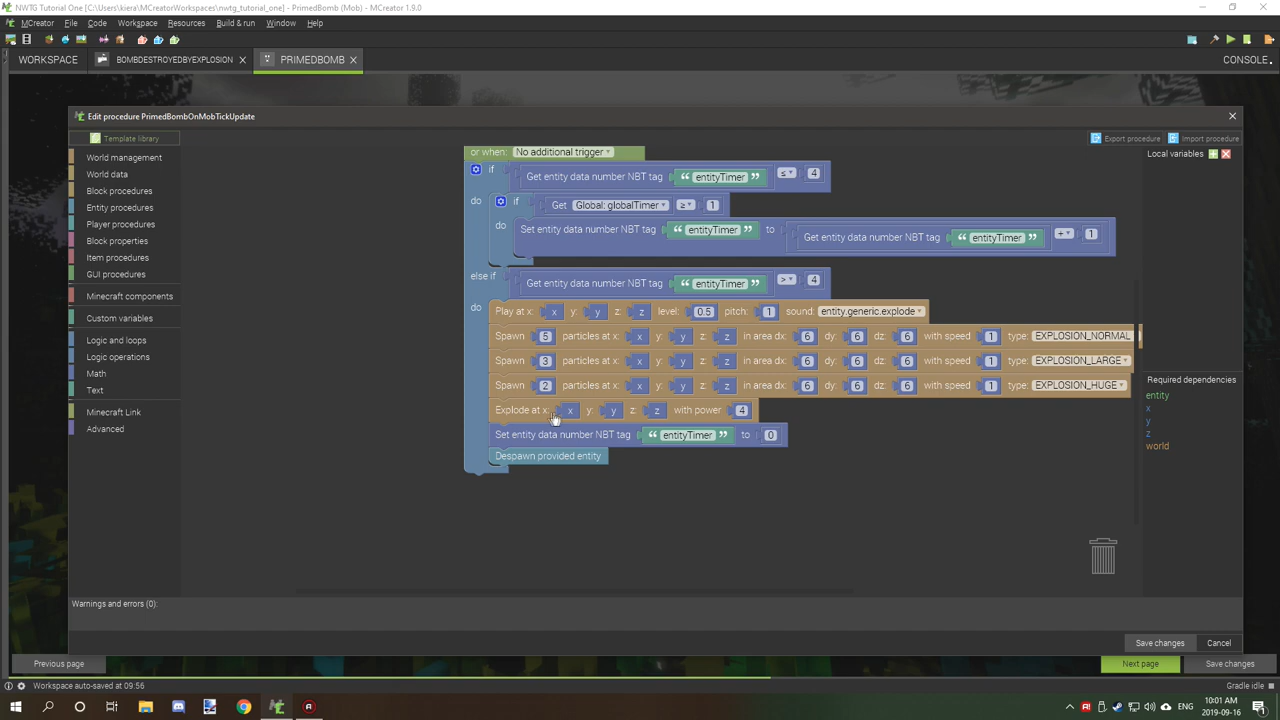 NWTG Tutorial One [C:\Users\kiera\MCreatorWorkspaces\nwtg_tutorial_one] - PrimedBomb (Mob) - MCreator 1.9.0
MCreator File Code Workspace Resources Build & run Window Help
WORKSPACE BOMBDESTROYEDBYEXPLOSION PRIMEDBOMB CONSOLE
Edit procedure PrimedBombOnMobTickUpdate
Template library
Export procedure Import procedure
World management
World data
Block procedures
Entity procedures
Player procedures
Block properties
Item procedures
GUI procedures
Minecraft components
Custom variables
Logic and loops
Logic operations
Math
Text
Minecraft Link
Advanced
or when: No additional trigger
if Get entity data number NBT tag “ entityTimer ” ≤ 4
do if Get Global: globalTimer ≥ 1
do Set entity data number NBT tag “ entityTimer ” to Get entity data number NBT tag “ entityTimer ” + 1
else if Get entity data number NBT tag “ entityTimer ” > 4
do Play at x: x y: y z: z level: 0.5 pitch: 1 sound: entity.generic.explode
Spawn 5 particles at x: x y: y z: z in area dx: 6 dy: 6 dz: 6 with speed 1 type: EXPLOSION_NORMAL
Spawn 3 particles at x: x y: y z: z in area dx: 6 dy: 6 dz: 6 with speed 1 type: EXPLOSION_LARGE
Spawn 2 particles at x: x y: y z: z in area dx: 6 dy: 6 dz: 6 with speed 1 type: EXPLOSION_HUGE
Explode at x: x y: y z: z with power 4
Set entity data number NBT tag “ entityTimer ” to 0
Despawn provided entity
Local variables
Required dependencies:
entity
x
y
z
world
Warnings and errors (0):
Save changes Cancel
Previous page Next page Save changes
Workspace auto-saved at 09:56 Gradle idle
ENG 10:01 AM
2019-09-16
1